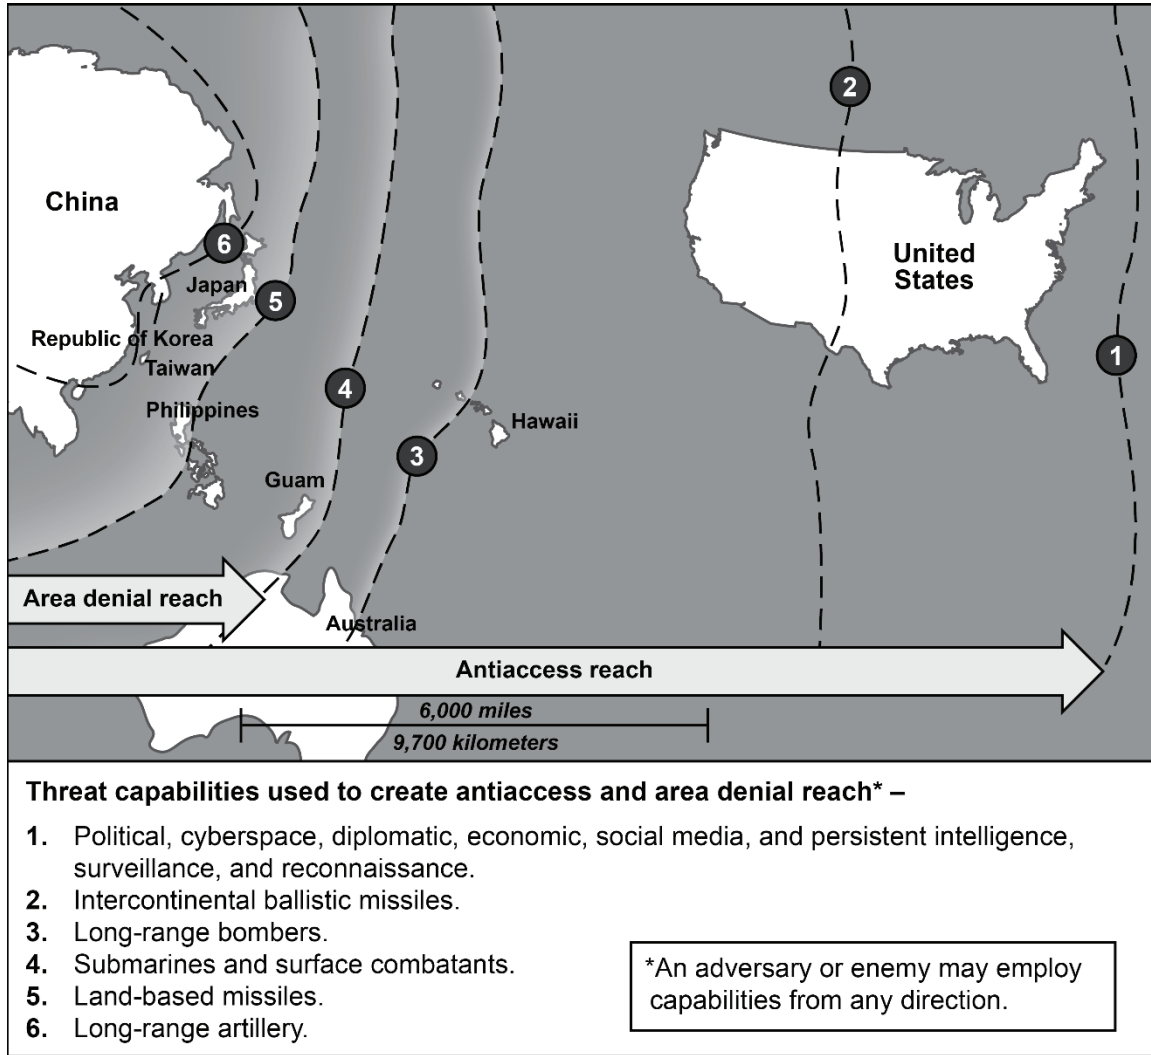 2
China
United
States
6
Japan
5
1
Republic of Korea
Taiwan
4
Philippines
Hawaii
3
Guam
Area denial reach
Australia
Antiaccess reach
6,000 miles
9,700 kilometers
Threat capabilities used to create antiaccess and area denial reach* –
1. Political, cyberspace, diplomatic, economic, social media, and persistent intelligence,
surveillance, and reconnaissance.
2. Intercontinental ballistic missiles.
3. Long-range bombers.
4. Submarines and surface combatants.
5. Land-based missiles.
6. Long-range artillery.
*An adversary or enemy may employ
capabilities from any direction.